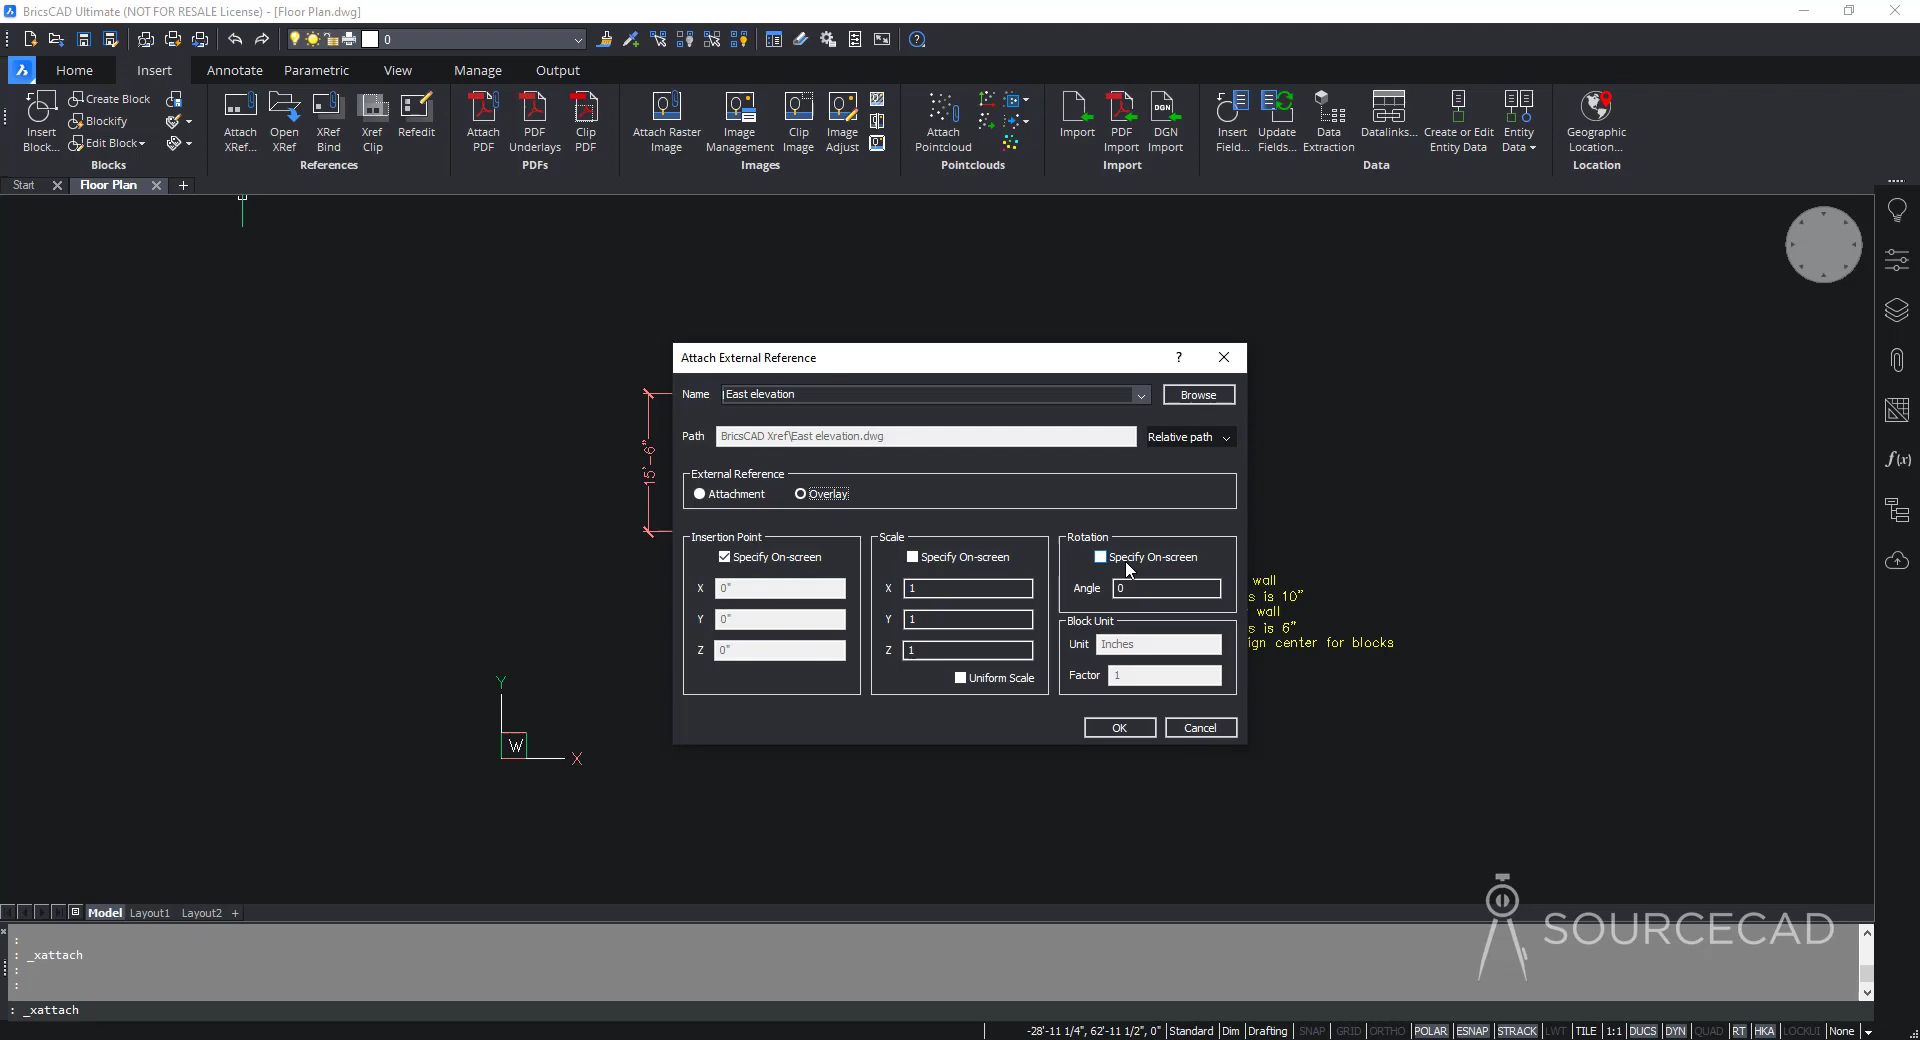 BricsCAD Ultimate (NOT FOR RESALE License) - [Floor Plan.dwg]
0
Home Insert Annotate Parametric View Manage Output
Insert Block...
Create Block
Blockify
Edit Block
Blocks
Attach XRef...
Open XRef
XRef Bind
Xref Clip
Refedit
References
Attach PDF
PDF Underlays
Clip PDF
PDFs
Attach Raster Image
Image Management
Clip Image
Image Adjust
Images
Attach Pointcloud
Pointclouds
Import
PDF Import
DGN
DGN Import
Import
Insert Field...
Update Fields...
Data Extraction
Datalinks...
Create or Edit Entity Data
Entity Data
Data
Geographic Location...
Location
Start Floor Plan +
Attach External Reference ?
Name East elevation Browse
Path BricsCAD Xref\East elevation.dwg Relative path
External Reference
Attachment Overlay
Insertion Point
Specify On-screen
X 0"
Y 0"
Z 0"
Scale
Specify On-screen
X 1
Y 1
Z 1
Uniform Scale
Rotation
Specify On-screen
Angle 0
Block Unit
Unit Inches
Factor 1
OK Cancel
15'-6"
wall
s is 10"
wall
s is 6"
ign center for blocks
Y
W
X
f(x)
Model Layout1 Layout2 +
:
: _xattach
:
:
: _xattach
SOURCECAD
-28'-11 1/4", 62'-11 1/2", 0" Standard Dim Drafting SNAP GRID ORTHO POLAR ESNAP STRACK LWT TILE 1:1 DUCS DYN QUAD RT HKA LOCKUI None